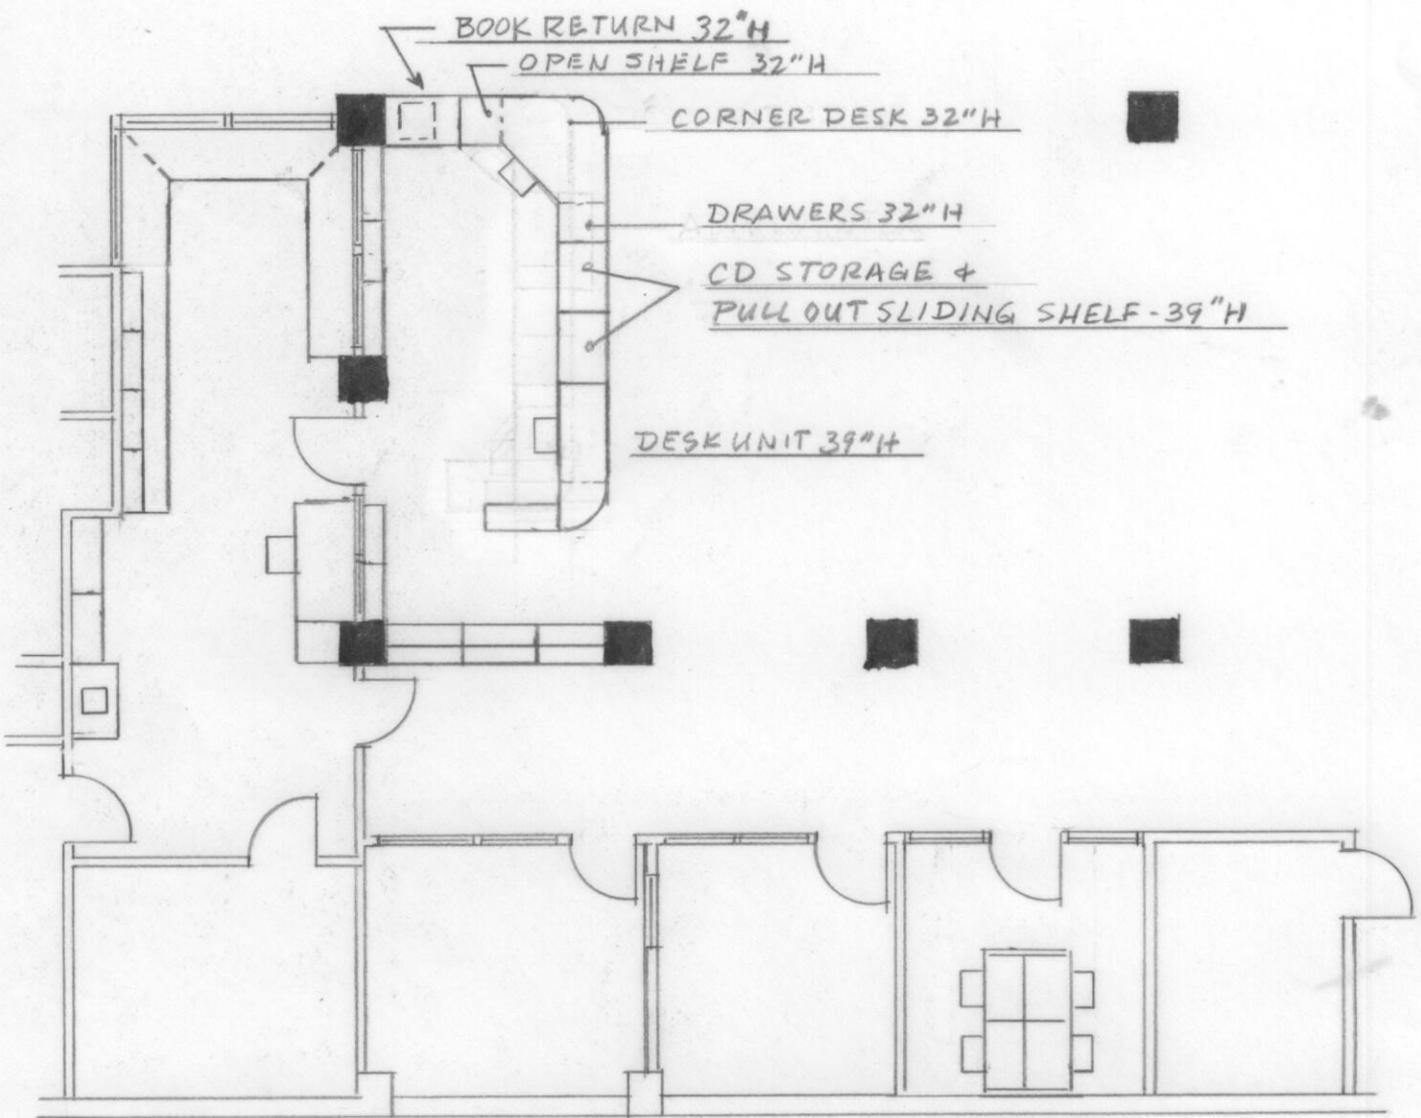 BOOK RETURN 32"H
OPEN SHELF 32"H
CORNER DESK 32"H
DRAWERS 32"H
CD STORAGE &
PULL OUT SLIDING SHELF - 39"H
DESK UNIT 39"H